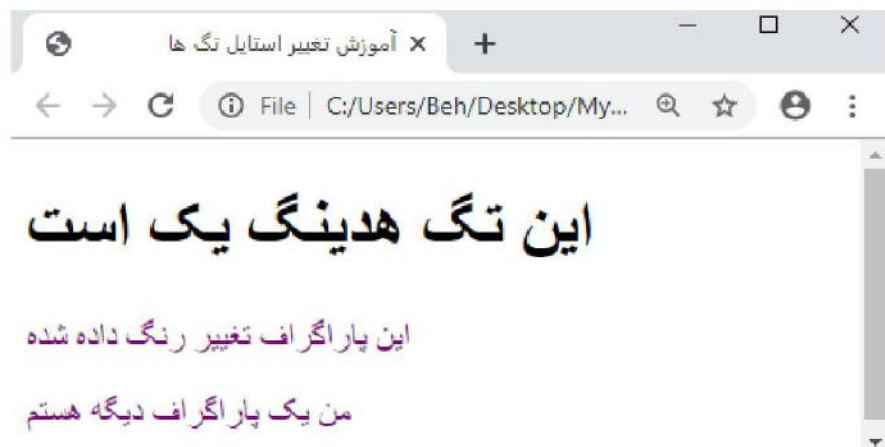 آموزش تغییر استایل تگ ها
File | C:/Users/Beh/Desktop/My...
این تگ هدینگ یک است
این پاراگراف تغییر رنگ داده شده
من یک پاراگراف دیگه هستم